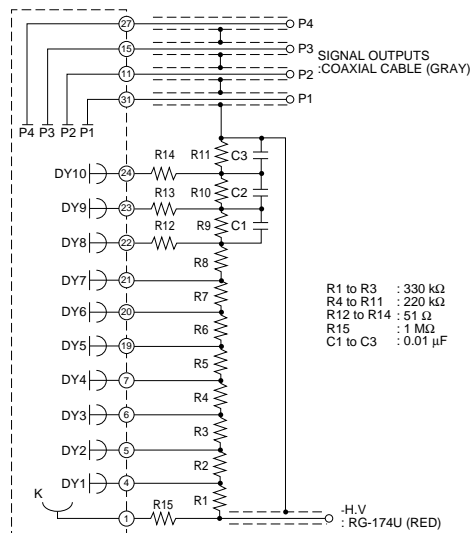 27 P4
15 P3
SIGNAL OUTPUTS
:COAXIAL CABLE (GRAY)
11 P2
31 P1
P4 P3 P2 P1
R14 R11 C3
DY10 24
R13 R10 C2
DY9 23
R12 R9 C1
DY8 22
R8
DY7 21
R7
DY6 20
R6
DY5 19
R5
DY4 7
R4
DY3 6
R3
DY2 5
R2
DY1 4
R1
K
R15
1
-H.V
: RG-174U (RED)
R1 to R3 : 330 kΩ
R4 to R11 : 220 kΩ
R12 to R14 : 51 Ω
R15 : 1 MΩ
C1 to C3 : 0.01 µF